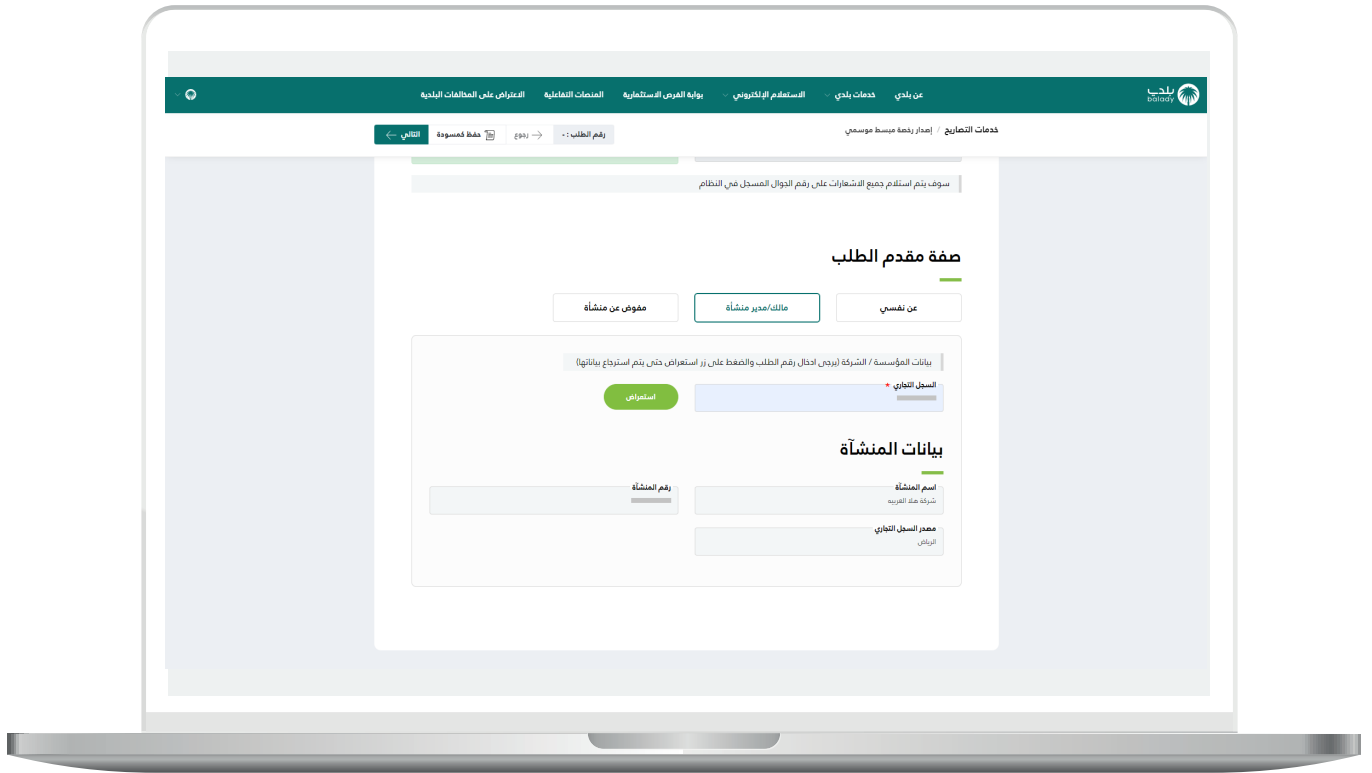 بلدي
balady
عن بلدي
خدمات بلدي
الاستعلام الإلكتروني
بوابة الفرص الاستثمارية
المنصات التفاعلية
الاعتراض على المخالفات البلدية
خدمات التصاريح / إصدار رخصة مبسط موسمي
رقم الطلب : -
رجوع
حفظ كمسودة
التالي
سوف يتم استلام جميع الاشعارات على رقم الجوال المسجل في النظام
صفة مقدم الطلب
عن نفسي
مالك/مدير منشأة
مفوض عن منشأة
بيانات المؤسسة / الشركة (يرجى ادخال رقم الطلب والضغط على زر استعراض حتى يتم استرجاع بياناتها)
السجل التجاري *
استعراض
بيانات المنشآة
اسم المنشأة
شركة هلا العربيه
رقم المنشأة
مصدر السجل التجاري
الرياض